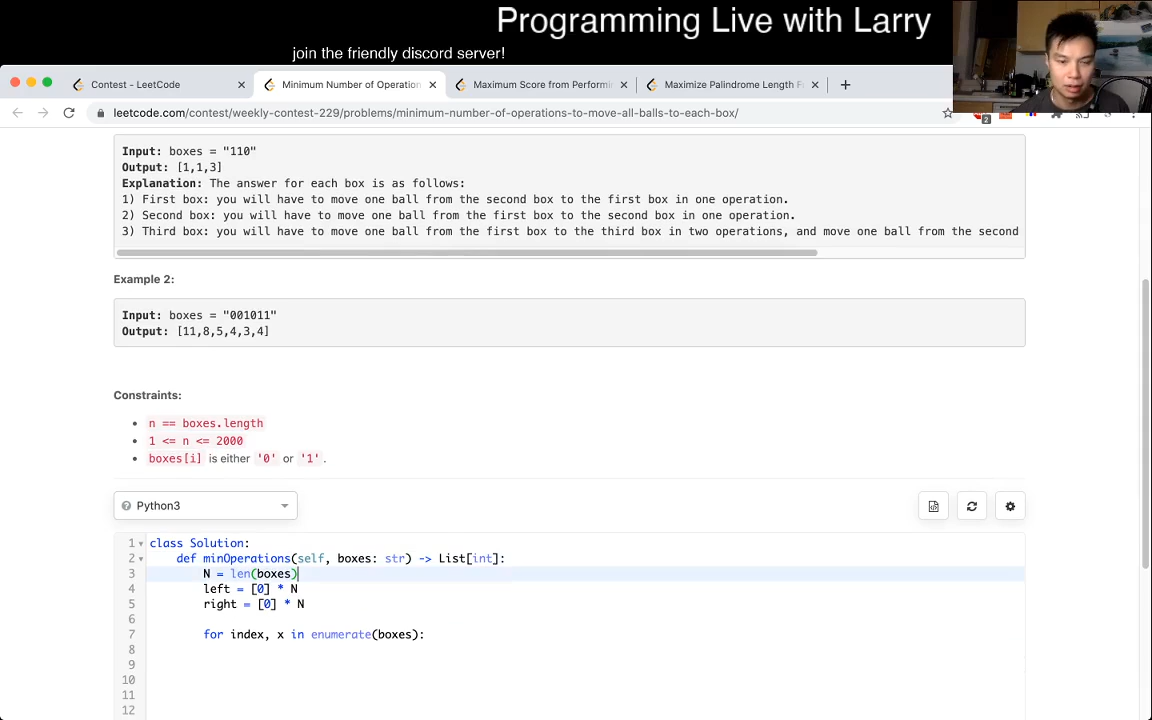 Programming Live with Larry
join the friendly discord server!
Contest - LeetCode
Minimum Number of Operation
Maximum Score from Performin
Maximize Palindrome Length F
leetcode.com/contest/weekly-contest-229/problems/minimum-number-of-operations-to-move-all-balls-to-each-box/
2
Input: boxes = "110"
Output: [1,1,3]
Explanation: The answer for each box is as follows:
1) First box: you will have to move one ball from the second box to the first box in one operation.
2) Second box: you will have to move one ball from the first box to the second box in one operation.
3) Third box: you will have to move one ball from the first box to the third box in two operations, and move one ball from the second
Example 2:
Input: boxes = "001011"
Output: [11,8,5,4,3,4]
Constraints:
• n == boxes.length
• 1 <= n <= 2000
• boxes[i] is either '0' or '1'.
Python3
1 class Solution:
2 def minOperations(self, boxes: str) -> List[int]:
3 N = len(boxes)
4 left = [0] * N
5 right = [0] * N
6
7 for index, x in enumerate(boxes):
8
9
10
11
12